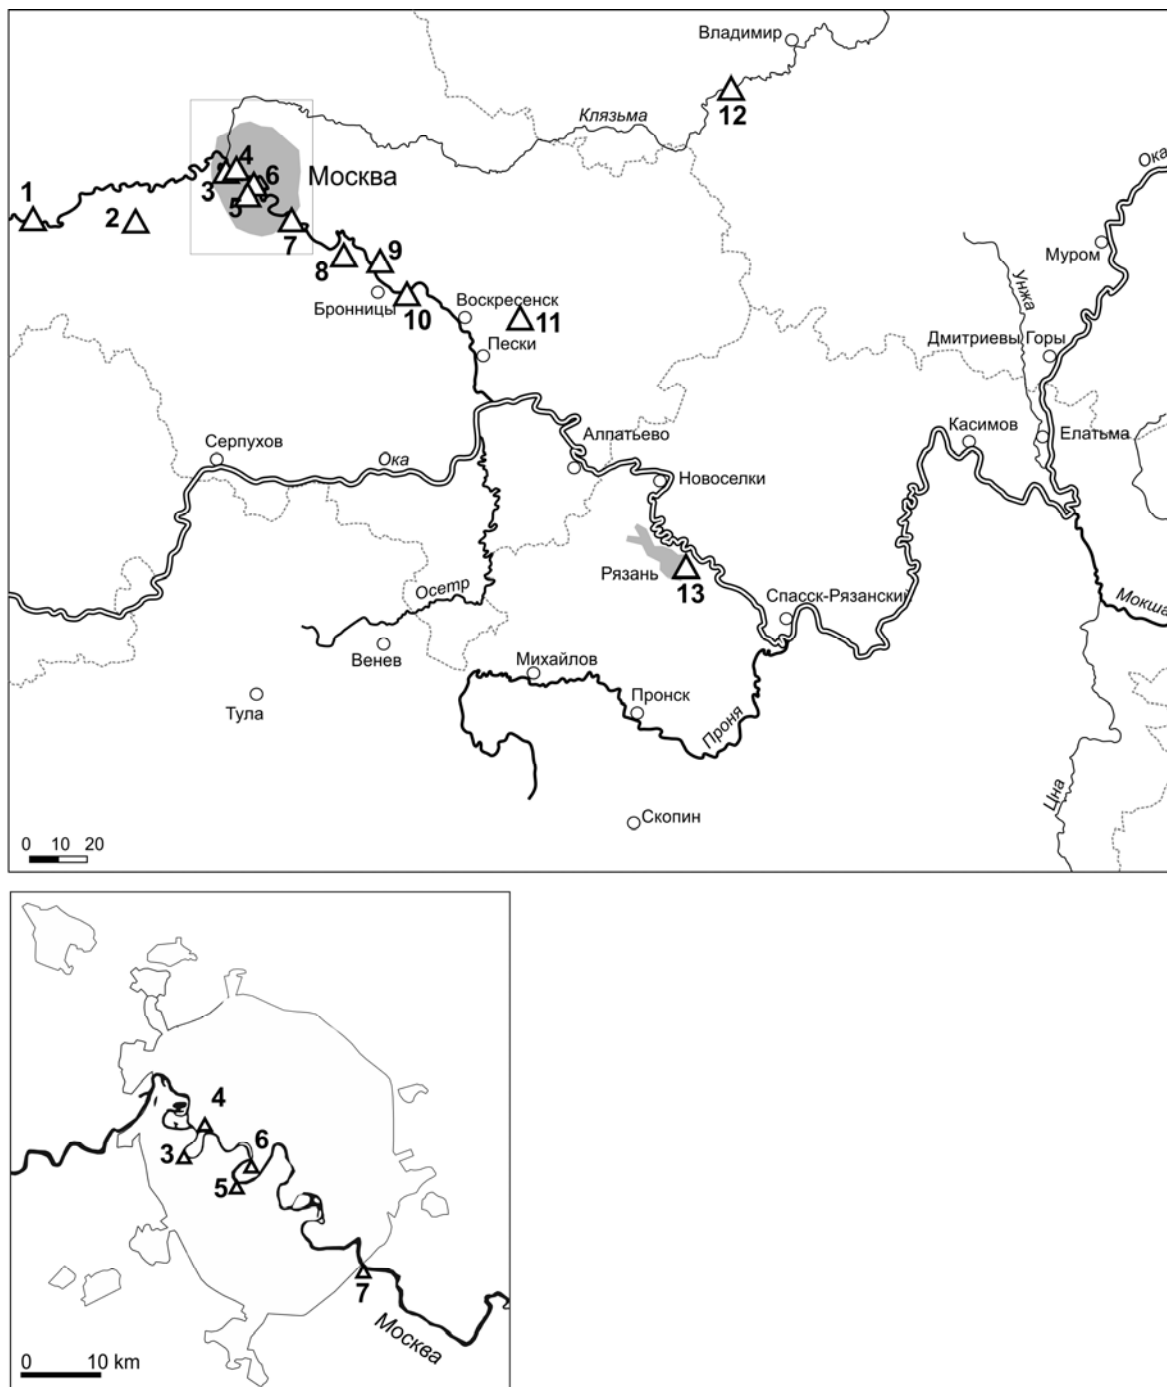 Владимир
12
Клязьма
Ока
4
Москва
3
6
1
2
5
7
Муром
Унжа
9
8
Бронницы
Воскресенск
10
11
Дмитриевы Горы
Пески
Касимов
Алпатьево
Елатьма
Серпухов
Ока
Новоселки
Рязань
13
Осетр
Спасск-Рязанский
Мокша
Венев
Михайлов
Тула
Пронск
Проня
Цна
Скопин
0 10 20
4
3
6
5
7
Москва
0 10 km